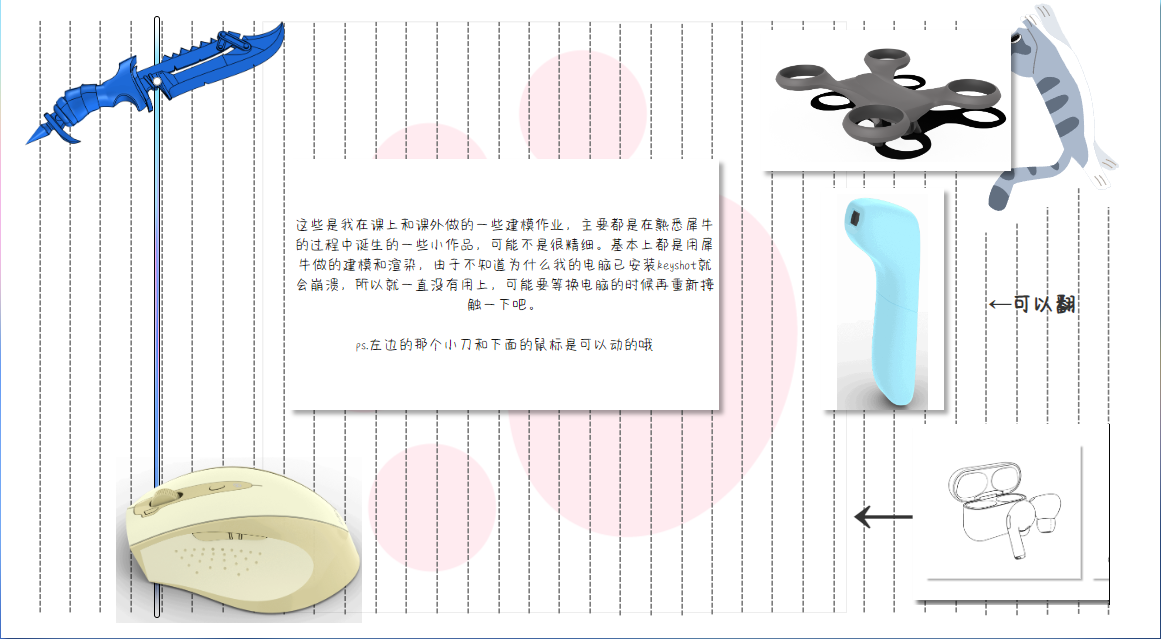 这些是我在课上和课外做的一些建模作业，主要都是在熟悉犀牛
的过程中诞生的一些小作品，可能不是很精细。基本上都是用犀
牛做的建模和渲染，由于不知道为什么我的电脑已安装keyshot就
会崩溃，所以就一直没有用上，可能要等换电脑的时候再重新接
触一下吧。
ps.左边的那个小刀和下面的鼠标是可以动的哦
←可以翻